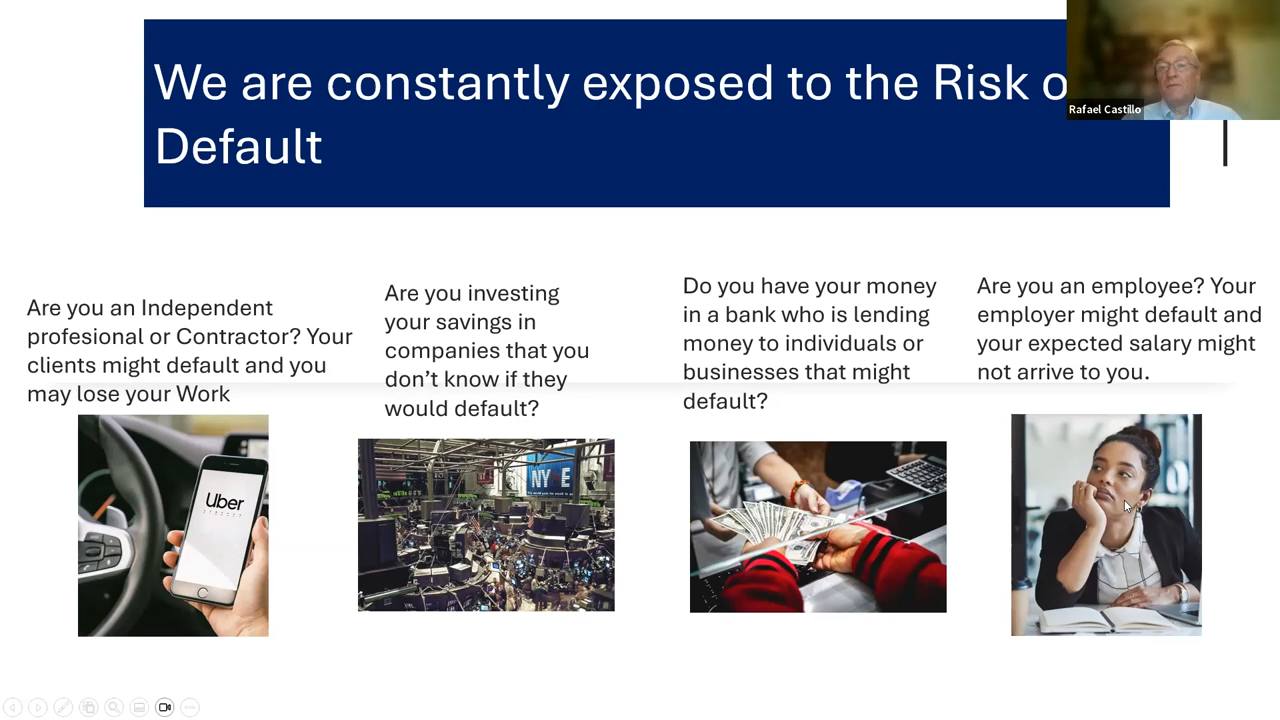 We are constantly exposed to the Risk o
Default
Rafael Castillo
Are you an Independent
profesional or Contractor? Your
clients might default and you
may lose your Work
Are you investing
your savings in
companies that you
don't know if they
would default?
Do you have your money
in a bank who is lending
money to individuals or
businesses that might
default?
Are you an employee? Your
employer might default and
your expected salary might
not arrive to you.
Uber